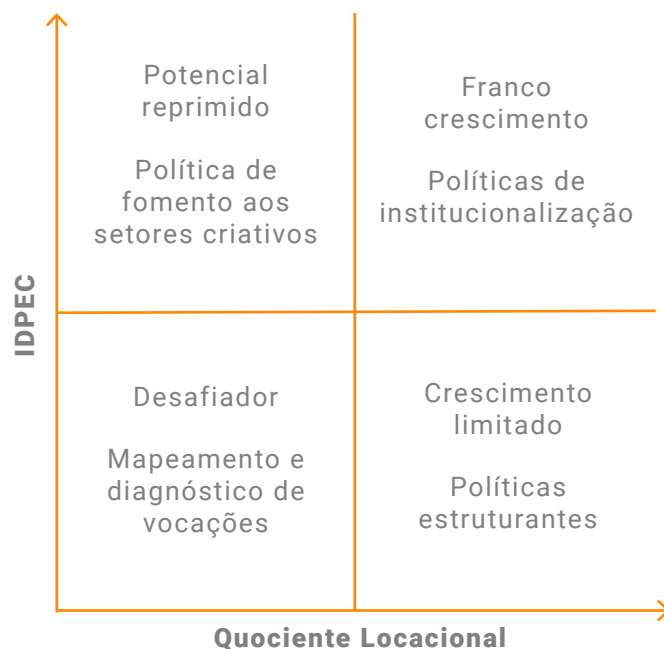 Potencial
reprimido
Política de
fomento aos
setores criativos
Franco
crescimento
Políticas de
institucionalização
IDPEC
Desafiador
Mapeamento e
diagnóstico de
vocações
Crescimento
limitado
Políticas
estruturantes
Quociente Locacional